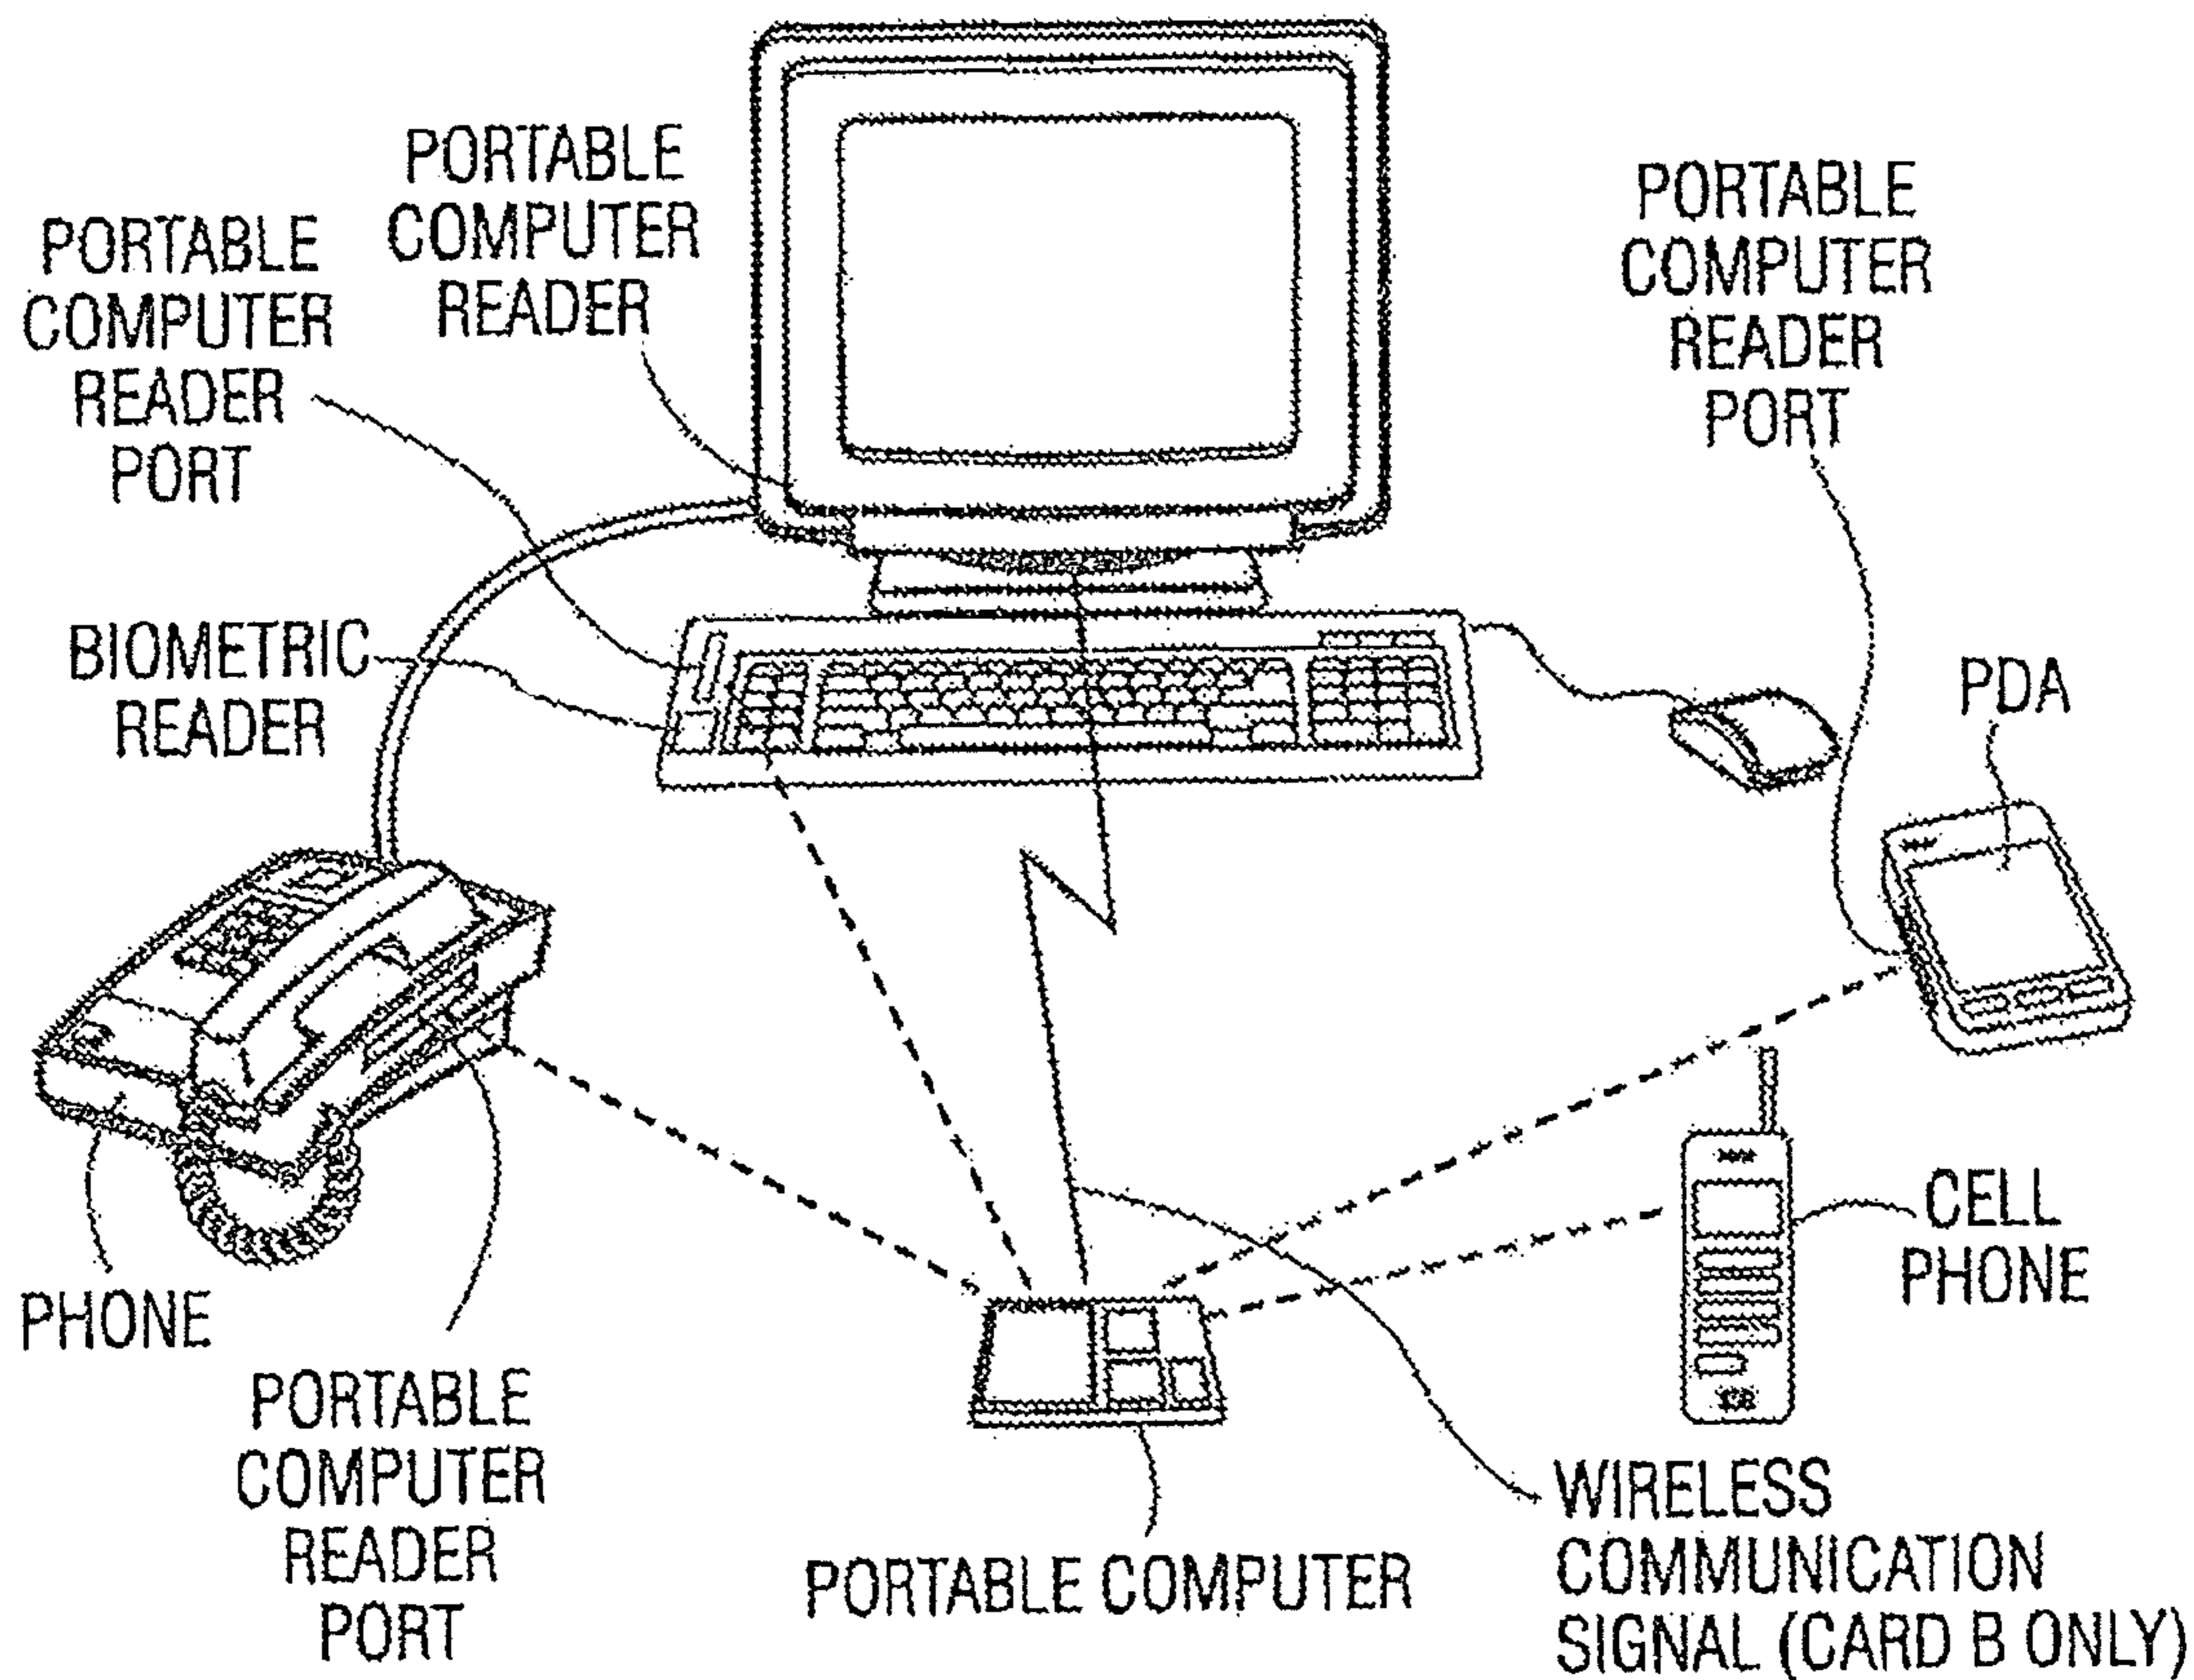 PORTABLE
COMPUTER
READER
PORTABLE
COMPUTER
READER
PORT
PORTABLE
COMPUTER
READER
PORT
BIOMETRIC
READER
PDA
CELL
PHONE
PHONE
PORTABLE
COMPUTER
READER
PORT
PORTABLE COMPUTER
WIRELESS
COMMUNICATION
SIGNAL (CARD B ONLY)